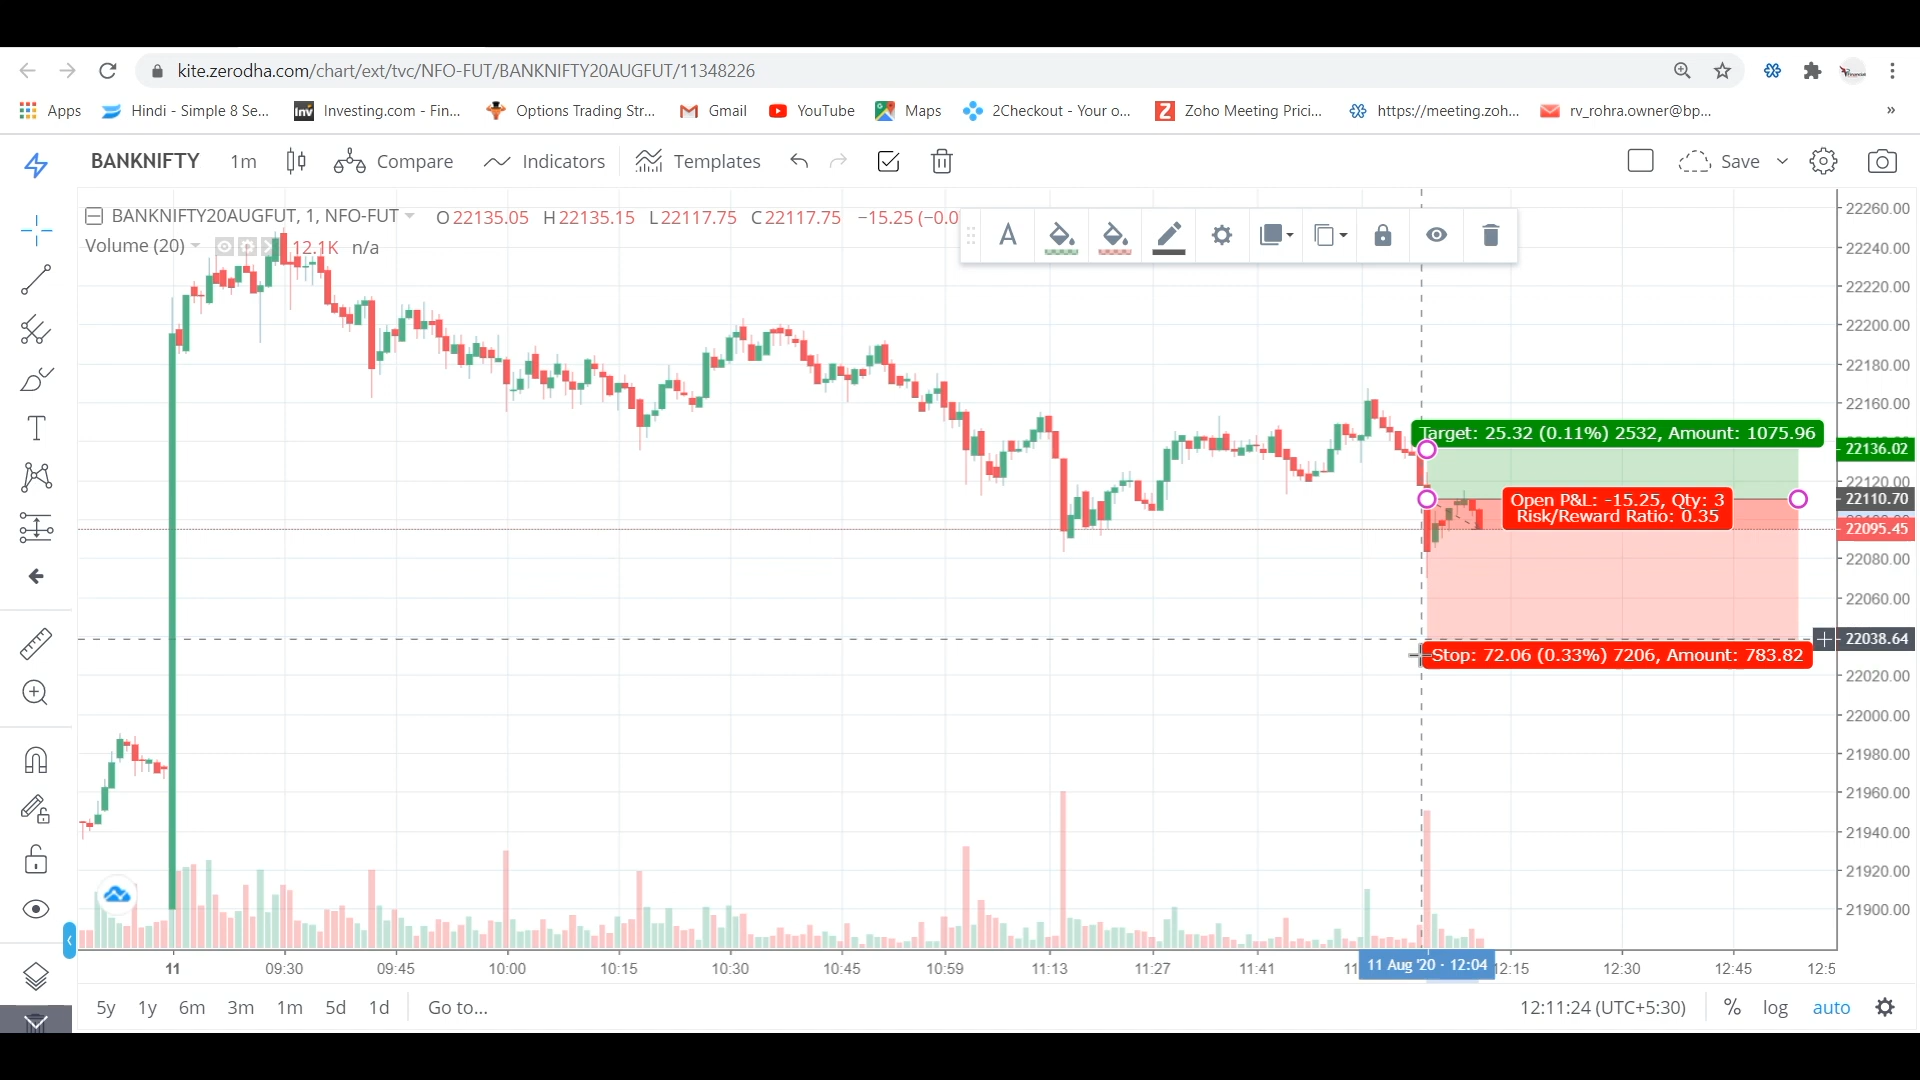 kite.zerodha.com/chart/ext/tvc/NFO-FUT/BANKNIFTY20AUGFUT/11348226
Apps Hindi - Simple 8 Se... Inv Investing.com - Fin... Options Trading Str... Gmail YouTube Maps 2Checkout - Your o... Z Zoho Meeting Prici... https://meeting.zoh... rv_rohra.owner@bp... »
BANKNIFTY 1m Compare Indicators Templates Save
BANKNIFTY20AUGFUT, 1, NFO-FUT O22135.05 H22135.15 L22117.75 C22117.75 −15.25 (−0.0
Volume (20) 12.1K n/a
22260.00
22240.00
22220.00
22200.00
22180.00
22160.00
Target: 25.32 (0.11%) 2532, Amount: 1075.96
22136.02
22120.00
Open P&L: -15.25, Qty: 3
22110.70
Risk/Reward Ratio: 0.35
22095.45
22080.00
22060.00
22038.64
Stop: 72.06 (0.33%) 7206, Amount: 783.82
22020.00
22000.00
21980.00
21960.00
21940.00
21920.00
21900.00
11 09:30 09:45 10:00 10:15 10:30 10:45 10:59 11:13 11:27 11:41 11 Aug '20 - 12:04 12:15 12:30 12:45 12:5
5y 1y 6m 3m 1m 5d 1d Go to... 12:11:24 (UTC+5:30) % log auto